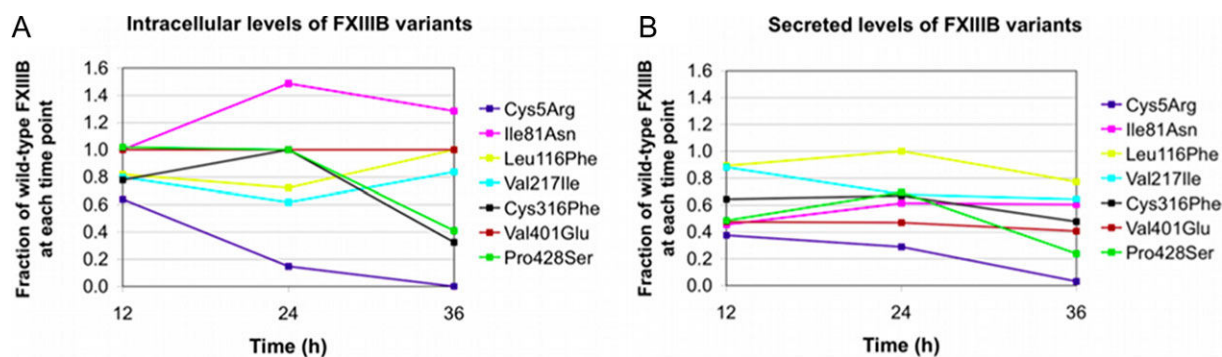 A
Intracellular levels of FXIIIB variants
Fraction of wild-type FXIIIB
at each time point
1.6
1.4
1.2
1.0
0.8
0.6
0.4
0.2
0.0
12
24
36
Time (h)
Cys5Arg
Ile81Asn
Leu116Phe
Val217Ile
Cys316Phe
Val401Glu
Pro428Ser
B
Secreted levels of FXIIIB variants
Fraction of wild-type FXIIIB
at each time point
1.6
1.4
1.2
1.0
0.8
0.6
0.4
0.2
0.0
12
24
36
Time (h)
Cys5Arg
Ile81Asn
Leu116Phe
Val217Ile
Cys316Phe
Val401Glu
Pro428Ser